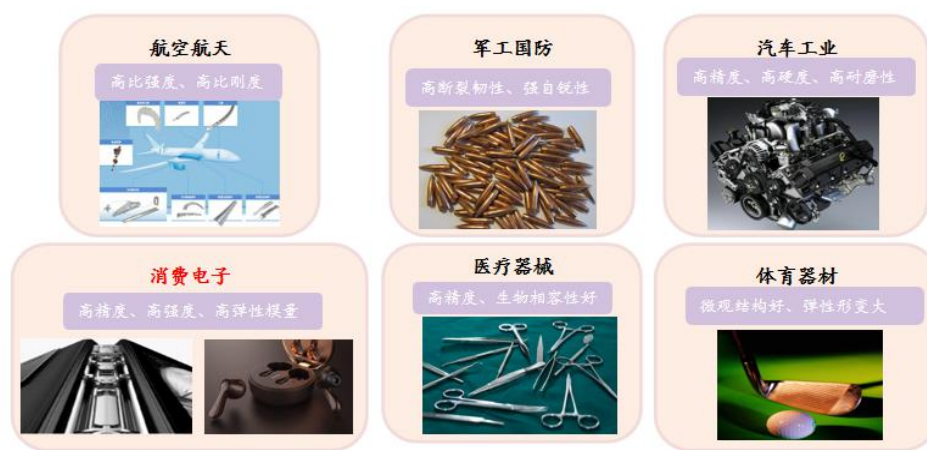 航空航天
高比强度、高比刚度
军工国防
高断裂韧性、强自锐性
汽车工业
高精度、高硬度、高耐磨性
消费电子
高精度、高强度、高弹性模量
医疗器械
高精度、生物相容性好
体育器材
微观结构好、弹性形变大